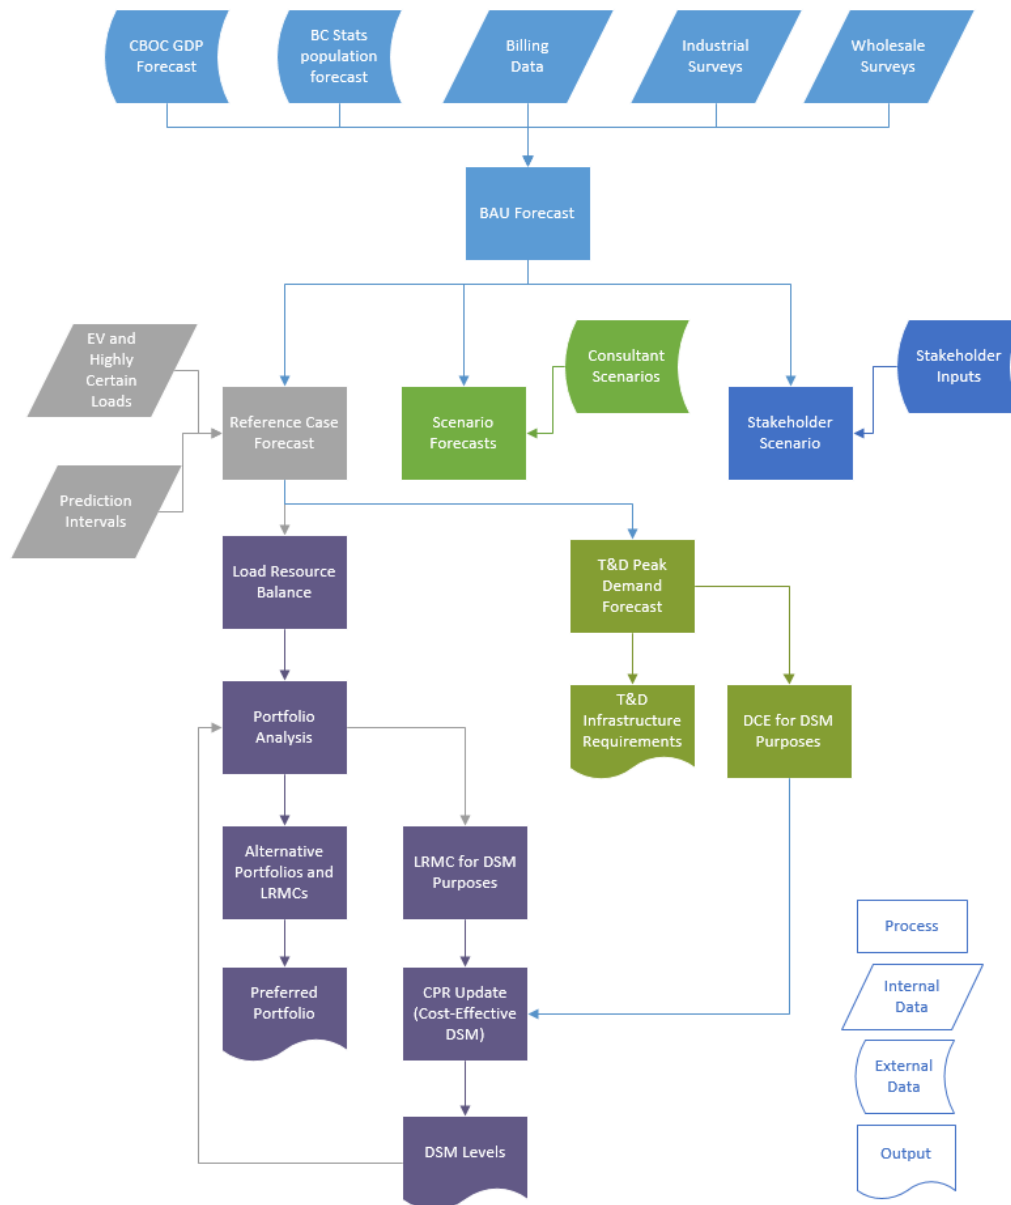 CBOC GDP
Forecast
BC Stats
population
forecast
Billing
Data
Industrial
Surveys
Wholesale
Surveys
BAU Forecast
EV and
Highly
Certain
Loads
Consultant
Scenarios
Stakeholder
Inputs
Reference Case
Forecast
Scenario
Forecasts
Stakeholder
Scenario
Prediction
Intervals
Load Resource
Balance
T&D Peak
Demand
Forecast
Portfolio
Analysis
T&D
Infrastructure
Requirements
DCE for DSM
Purposes
Alternative
Portfolios and
LRMCs
LRMC for DSM
Purposes
Process
Preferred
Portfolio
CPR Update
(Cost-Effective
DSM)
Internal
Data
External
Data
DSM Levels
Output